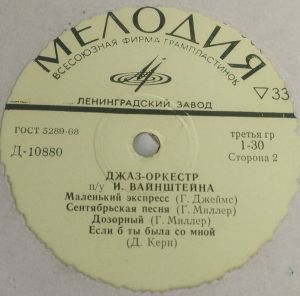 МЕЛОДИЯ
ВСЕСОЮЗНАЯ ФИРМА ГРАМПЛАСТИНОК
▽33
ЛЕНИНГРАДСКИЙ ЗАВОД
ГОСТ 5289-68
третья гр
Д-10880
1-30
Сторона 2
ДЖАЗ-ОРКЕСТР
п/у И. ВАЙНШТЕЙНА
Маленький экспресс (Г. Джеймс)
Сентябрьская песня (Г. Миллер)
Дозорный (Г. Миллер)
Если б ты была со мной
(Д. Керн)